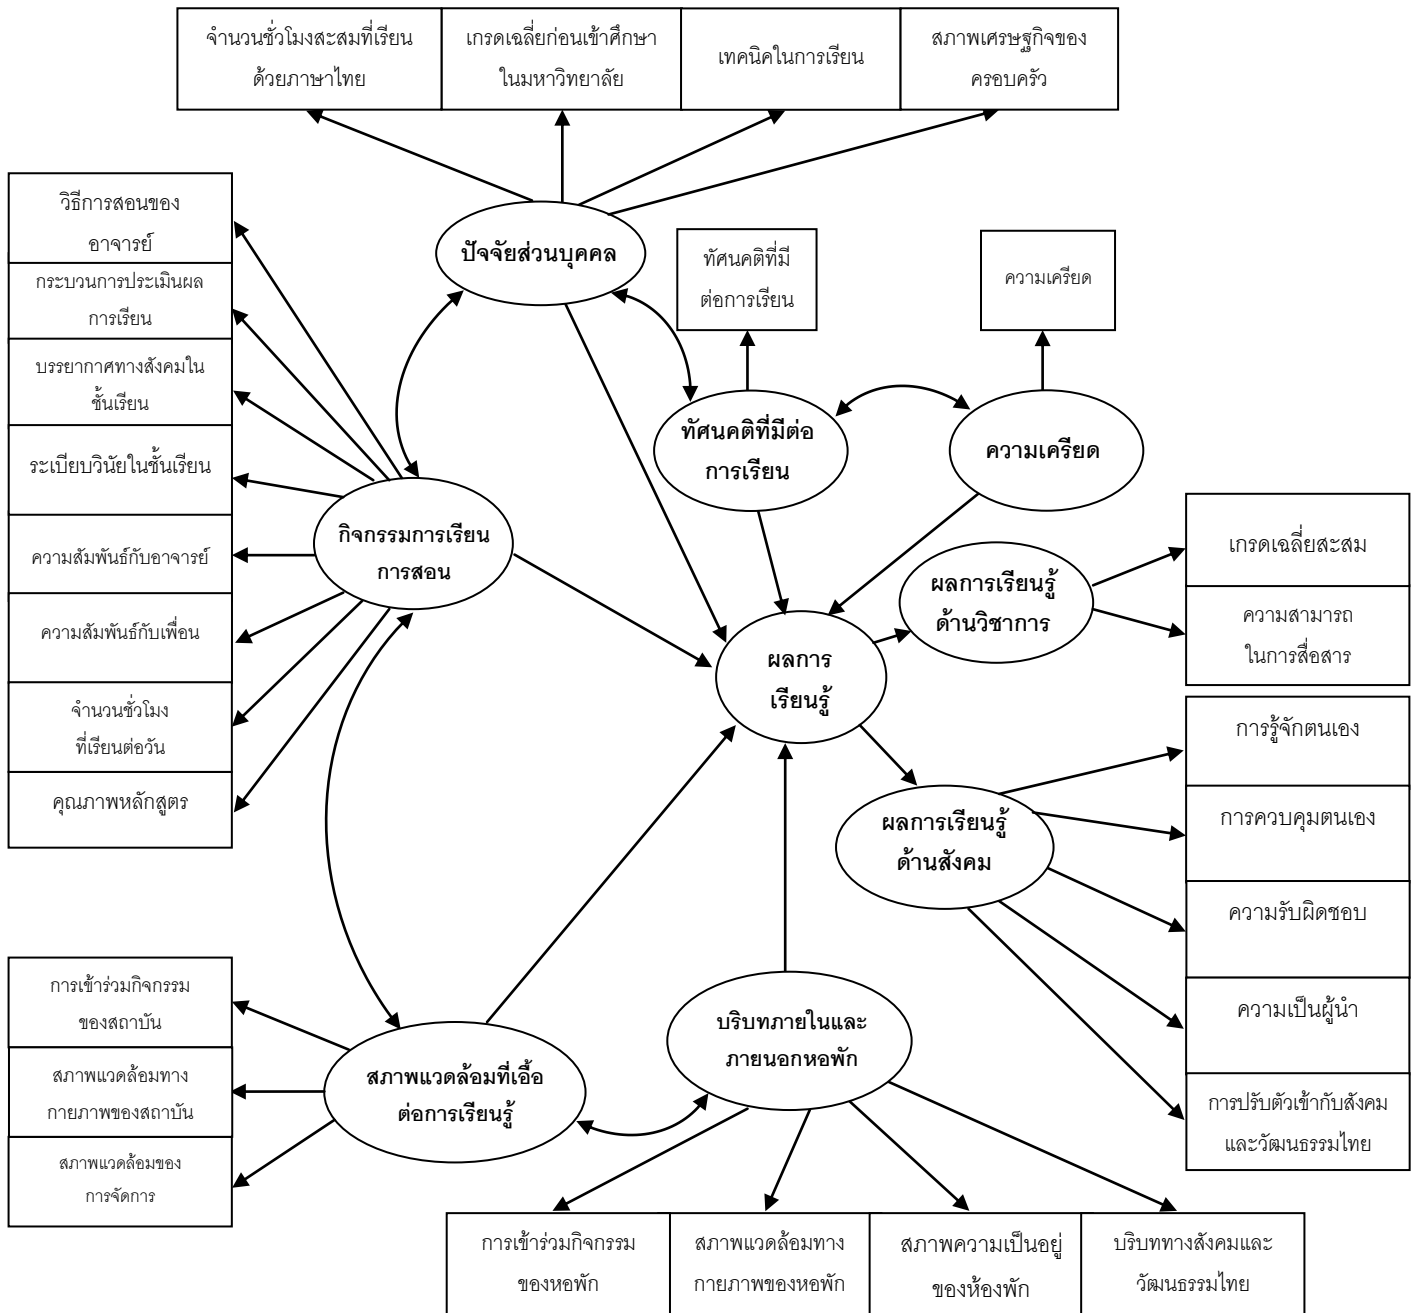 จำนวนชั่วโมงสะสมที่เรียน
ด้วยภาษาไทย
เกรดเฉลี่ยก่อนเข้าศึกษา
ในมหาวิทยาลัย
เทคนิคในการเรียน
สภาพเศรษฐกิจของ
ครอบครัว
วิธีการสอนของ
อาจารย์
กระบวนการประเมินผล
การเรียน
บรรยากาศทางสังคมใน
ชั้นเรียน
ระเบียบวินัยในชั้นเรียน
ความสัมพันธ์กับอาจารย์
ความสัมพันธ์กับเพื่อน
จำนวนชั่วโมง
ที่เรียนต่อวัน
คุณภาพหลักสูตร
ปัจจัยส่วนบุคคล
ทัศนคติที่มี
ต่อการเรียน
ความเครียด
ทัศนคติที่มีต่อ
การเรียน
ความเครียด
กิจกรรมการเรียน
การสอน
ผลการเรียนรู้
ด้านวิชาการ
เกรดเฉลี่ยสะสม
ความสามารถ
ในการสื่อสาร
ผลการ
เรียนรู้
ผลการเรียนรู้
ด้านสังคม
การรู้จักตนเอง
การควบคุมตนเอง
ความรับผิดชอบ
ความเป็นผู้นำ
การปรับตัวเข้ากับสังคม
และวัฒนธรรมไทย
การเข้าร่วมกิจกรรม
ของสถาบัน
สภาพแวดล้อมทาง
กายภาพของสถาบัน
สภาพแวดล้อมของ
การจัดการ
สภาพแวดล้อมที่เอื้อ
ต่อการเรียนรู้
บริบทภายในและ
ภายนอกหอพัก
การเข้าร่วมกิจกรรม
ของหอพัก
สภาพแวดล้อมทาง
กายภาพของหอพัก
สภาพความเป็นอยู่
ของห้องพัก
บริบททางสังคมและ
วัฒนธรรมไทย